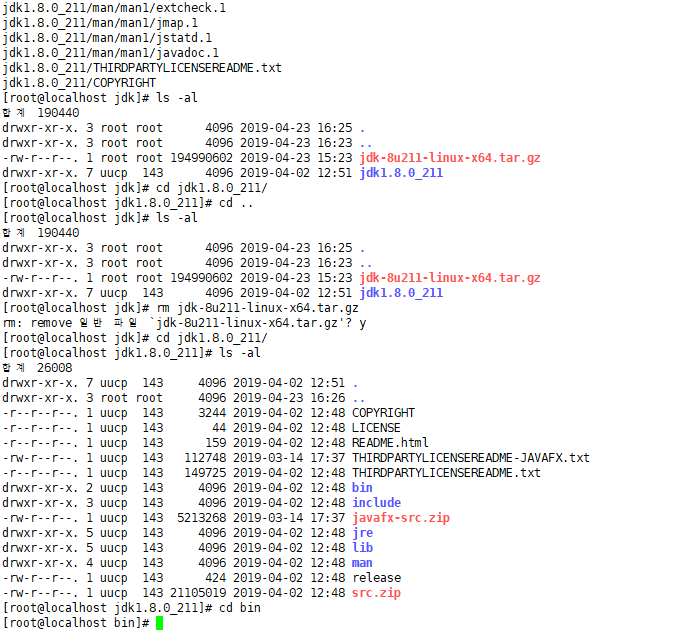 jdk1.8.0_211/man/man1/extcheck.1
jdk1.8.0_211/man/man1/jmap.1
jdk1.8.0_211/man/man1/jstatd.1
jdk1.8.0_211/man/man1/javadoc.1
jdk1.8.0_211/THIRDPARTYLICENSEREADME.txt
jdk1.8.0_211/COPYRIGHT
[root@localhost jdk]# ls -al
합계 190440
drwxr-xr-x. 3 root root      4096 2019-04-23 16:25 .
drwxr-xr-x. 3 root root      4096 2019-04-23 16:23 ..
-rw-r--r--. 1 root root 194990602 2019-04-23 15:23 jdk-8u211-linux-x64.tar.gz
drwxr-xr-x. 7 uucp  143      4096 2019-04-02 12:51 jdk1.8.0_211
[root@localhost jdk]# cd jdk1.8.0_211/
[root@localhost jdk1.8.0_211]# cd ..
[root@localhost jdk]# ls -al
합계 190440
drwxr-xr-x. 3 root root      4096 2019-04-23 16:25 .
drwxr-xr-x. 3 root root      4096 2019-04-23 16:23 ..
-rw-r--r--. 1 root root 194990602 2019-04-23 15:23 jdk-8u211-linux-x64.tar.gz
drwxr-xr-x. 7 uucp  143      4096 2019-04-02 12:51 jdk1.8.0_211
[root@localhost jdk]# rm jdk-8u211-linux-x64.tar.gz
rm: remove 일반 파일 `jdk-8u211-linux-x64.tar.gz'? y
[root@localhost jdk]# cd jdk1.8.0_211/
[root@localhost jdk1.8.0_211]# ls -al
합계 26008
drwxr-xr-x. 7 uucp  143     4096 2019-04-02 12:51 .
drwxr-xr-x. 3 root root     4096 2019-04-23 16:26 ..
-r--r--r--. 1 uucp  143     3244 2019-04-02 12:48 COPYRIGHT
-r--r--r--. 1 uucp  143       44 2019-04-02 12:48 LICENSE
-r--r--r--. 1 uucp  143      159 2019-04-02 12:48 README.html
-rw-r--r--. 1 uucp  143   112748 2019-03-14 17:37 THIRDPARTYLICENSEREADME-JAVAFX.txt
-r--r--r--. 1 uucp  143   149725 2019-04-02 12:48 THIRDPARTYLICENSEREADME.txt
drwxr-xr-x. 2 uucp  143     4096 2019-04-02 12:48 bin
drwxr-xr-x. 3 uucp  143     4096 2019-04-02 12:48 include
-rw-r--r--. 1 uucp  143  5213268 2019-03-14 17:37 javafx-src.zip
drwxr-xr-x. 5 uucp  143     4096 2019-04-02 12:48 jre
drwxr-xr-x. 5 uucp  143     4096 2019-04-02 12:48 lib
drwxr-xr-x. 4 uucp  143     4096 2019-04-02 12:48 man
-rw-r--r--. 1 uucp  143      424 2019-04-02 12:48 release
-rw-r--r--. 1 uucp  143 21105019 2019-04-02 12:48 src.zip
[root@localhost jdk1.8.0_211]# cd bin
[root@localhost bin]#